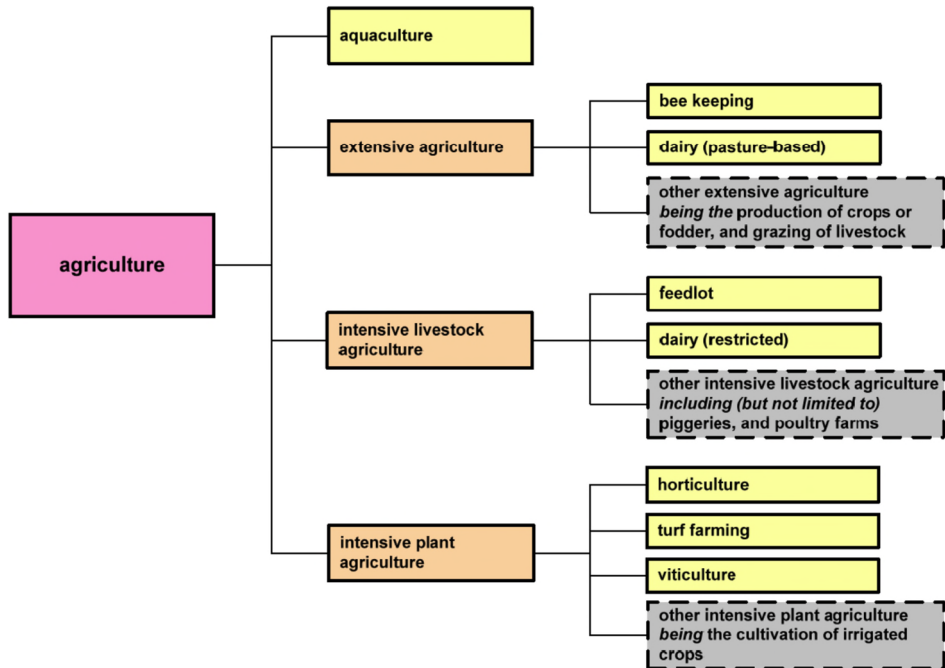 agriculture
aquaculture
extensive agriculture
bee keeping
dairy (pasture-based)
other extensive agriculture
being the production of crops or
fodder, and grazing of livestock
intensive livestock
agriculture
feedlot
dairy (restricted)
other intensive livestock agriculture
including (but not limited to)
piggeries, and poultry farms
intensive plant
agriculture
horticulture
turf farming
viticulture
other intensive plant agriculture
being the cultivation of irrigated
crops